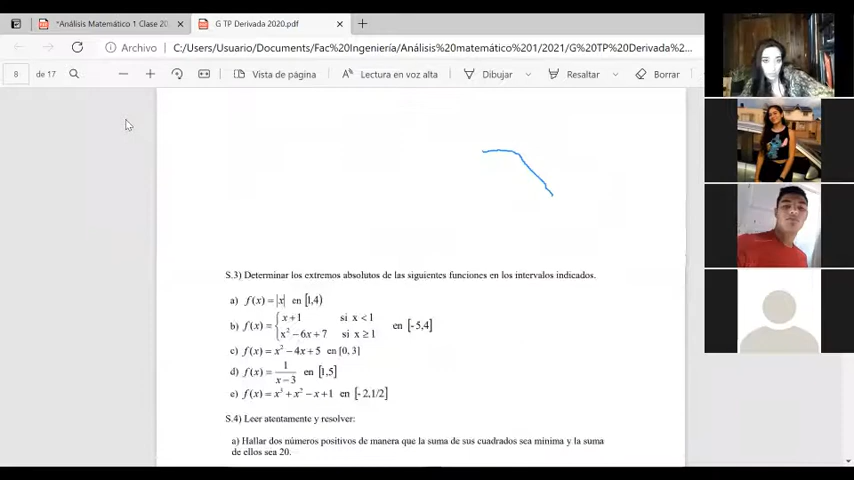 *Análisis Matemático 1 Clase 20
G TP Derivada 2020.pdf
Archivo
C:/Users/Usuario/Documents/Fac%20Ingeniería/Análisis%20matemático%201/2021/G%20TP%20Derivada%2...
8 de 17
Vista de página
Lectura en voz alta
Dibujar
Resaltar
Borrar
S.3) Determinar los extremos absolutos de las siguientes funciones en los intervalos indicados.
a) f(x) = |x| en [1,4)
b) f(x) = { x+1 si x < 1
x² − 6x + 7 si x ≥ 1 en [-5,4]
c) f(x) = x² − 4x + 5 en [0, 3]
d) f(x) = 1/(x−3) en [1,5]
e) f(x) = x³ + x² − x + 1 en [-2,1/2]
S.4) Leer atentamente y resolver:
a) Hallar dos números positivos de manera que la suma de sus cuadrados sea mínima y la suma
de ellos sea 20.